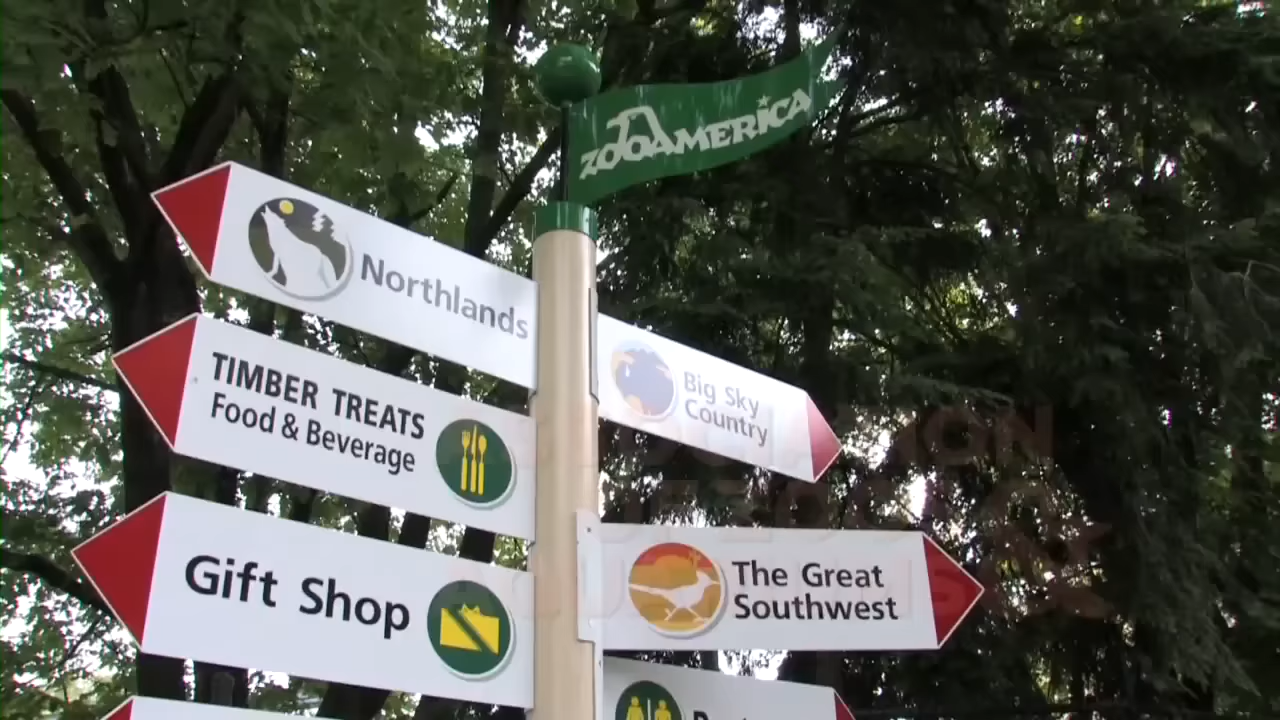 ZOOAMERICA
Northlands
Big Sky
Country
TIMBER TREATS
Food & Beverage
Gift Shop
The Great
Southwest